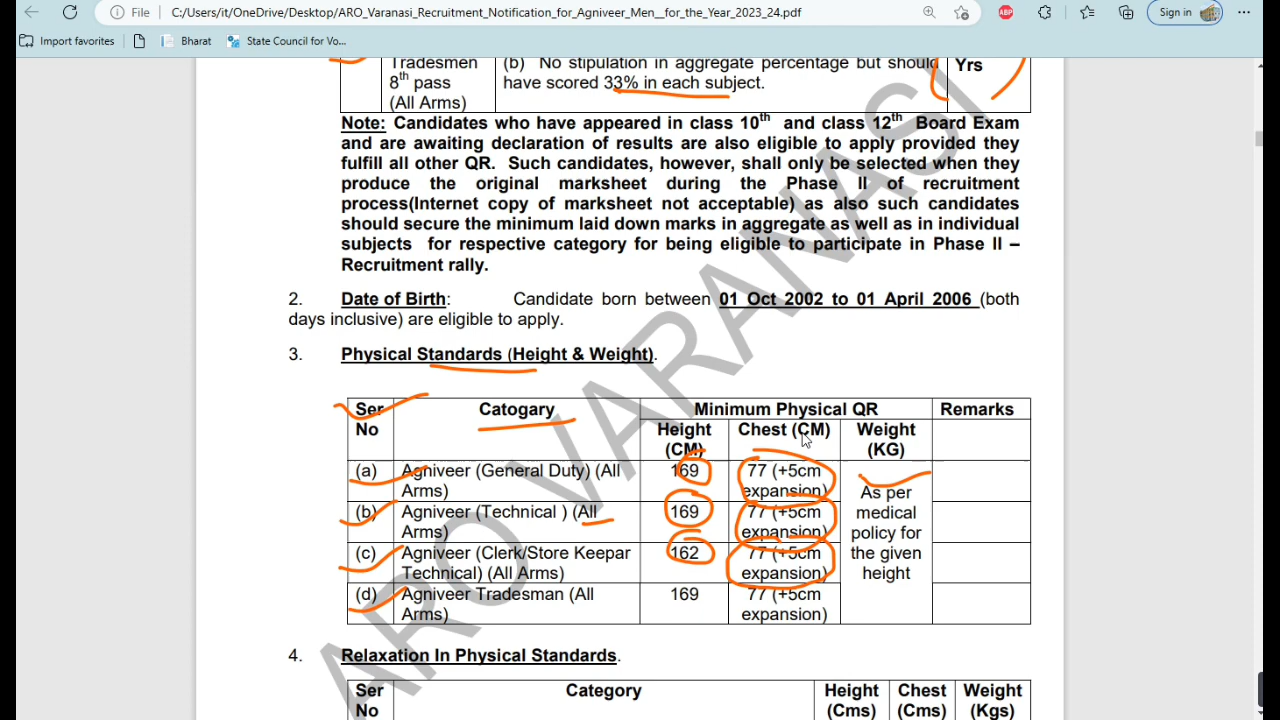 File
C:/Users/it/OneDrive/Desktop/ARO_Varanasi_Recruitment_Notification_for_Agniveer_Men__for_the_Year_2023_24.pdf
ABP
Sign in
Import favorites
Bharat
State Council for Vo...
Tradesmen
8th pass
(All Arms)
(b) No stipulation in aggregate percentage but should
have scored 33% in each subject.
Yrs
Note: Candidates who have appeared in class 10th and class 12th Board Exam
and are awaiting declaration of results are also eligible to apply provided they
fulfill all other QR. Such candidates, however, shall only be selected when they
produce the original marksheet during the Phase II of recruitment
process(Internet copy of marksheet not acceptable) as also such candidates
should secure the minimum laid down marks in aggregate as well as in individual
subjects for respective category for being eligible to participate in Phase II –
Recruitment rally.
2. Date of Birth: Candidate born between 01 Oct 2002 to 01 April 2006 (both
days inclusive) are eligible to apply.
3. Physical Standards (Height & Weight).
Ser No Catogary Minimum Physical QR Remarks
Height (CM) Chest (CM) Weight (KG)
(a) Agniveer (General Duty) (All Arms) 169 77 (+5cm expansion) As per medical policy for the given height
(b) Agniveer (Technical ) (All Arms) 169 77 (+5cm expansion)
(c) Agniveer (Clerk/Store Keepar Technical) (All Arms) 162 77 (+5cm expansion)
(d) Agniveer Tradesman (All Arms) 169 77 (+5cm expansion)
4. Relaxation In Physical Standards.
Ser No Category Height (Cms) Chest (Cms) Weight (Kgs)
ARO VARANASI